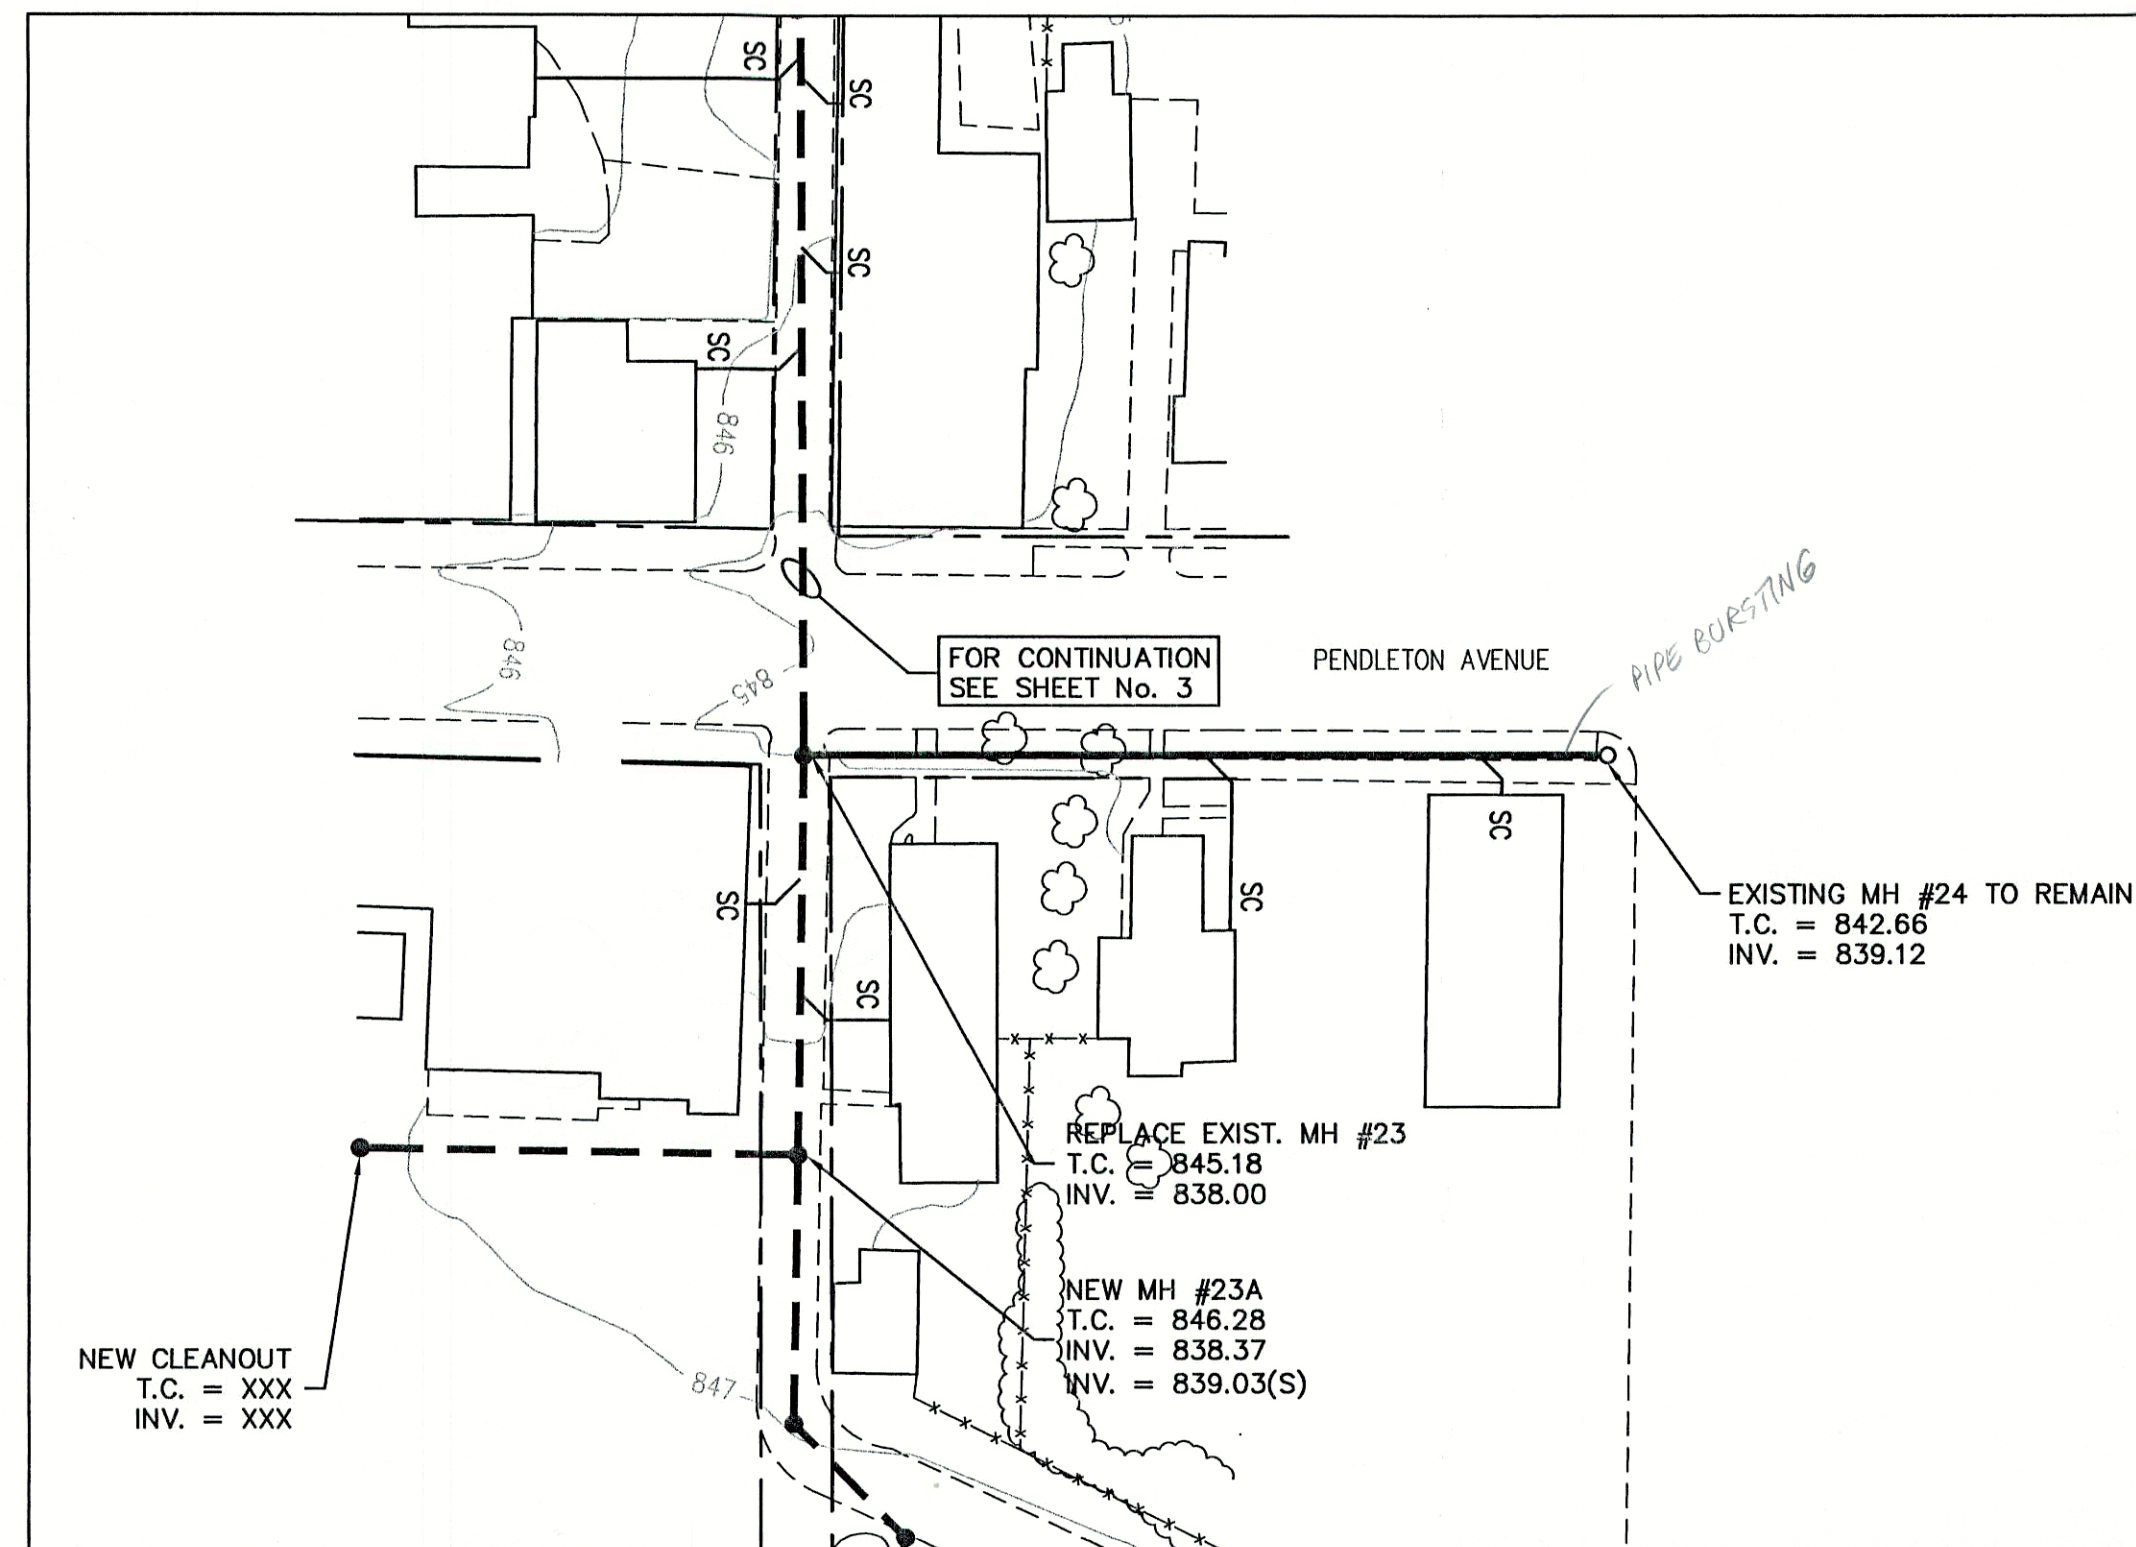 SC
SC
SC
SC
846
846
845
FOR CONTINUATION
SEE SHEET No. 3
PENDLETON AVENUE
PIPE BURSTING
SC
SC
SC
SC
EXISTING MH #24 TO REMAIN
T.C. = 842.66
INV. = 839.12
REPLACE EXIST. MH #23
T.C. = 845.18
INV. = 838.00
NEW MH #23A
T.C. = 846.28
INV. = 838.37
INV. = 839.03(S)
NEW CLEANOUT
T.C. = XXX
INV. = XXX
847